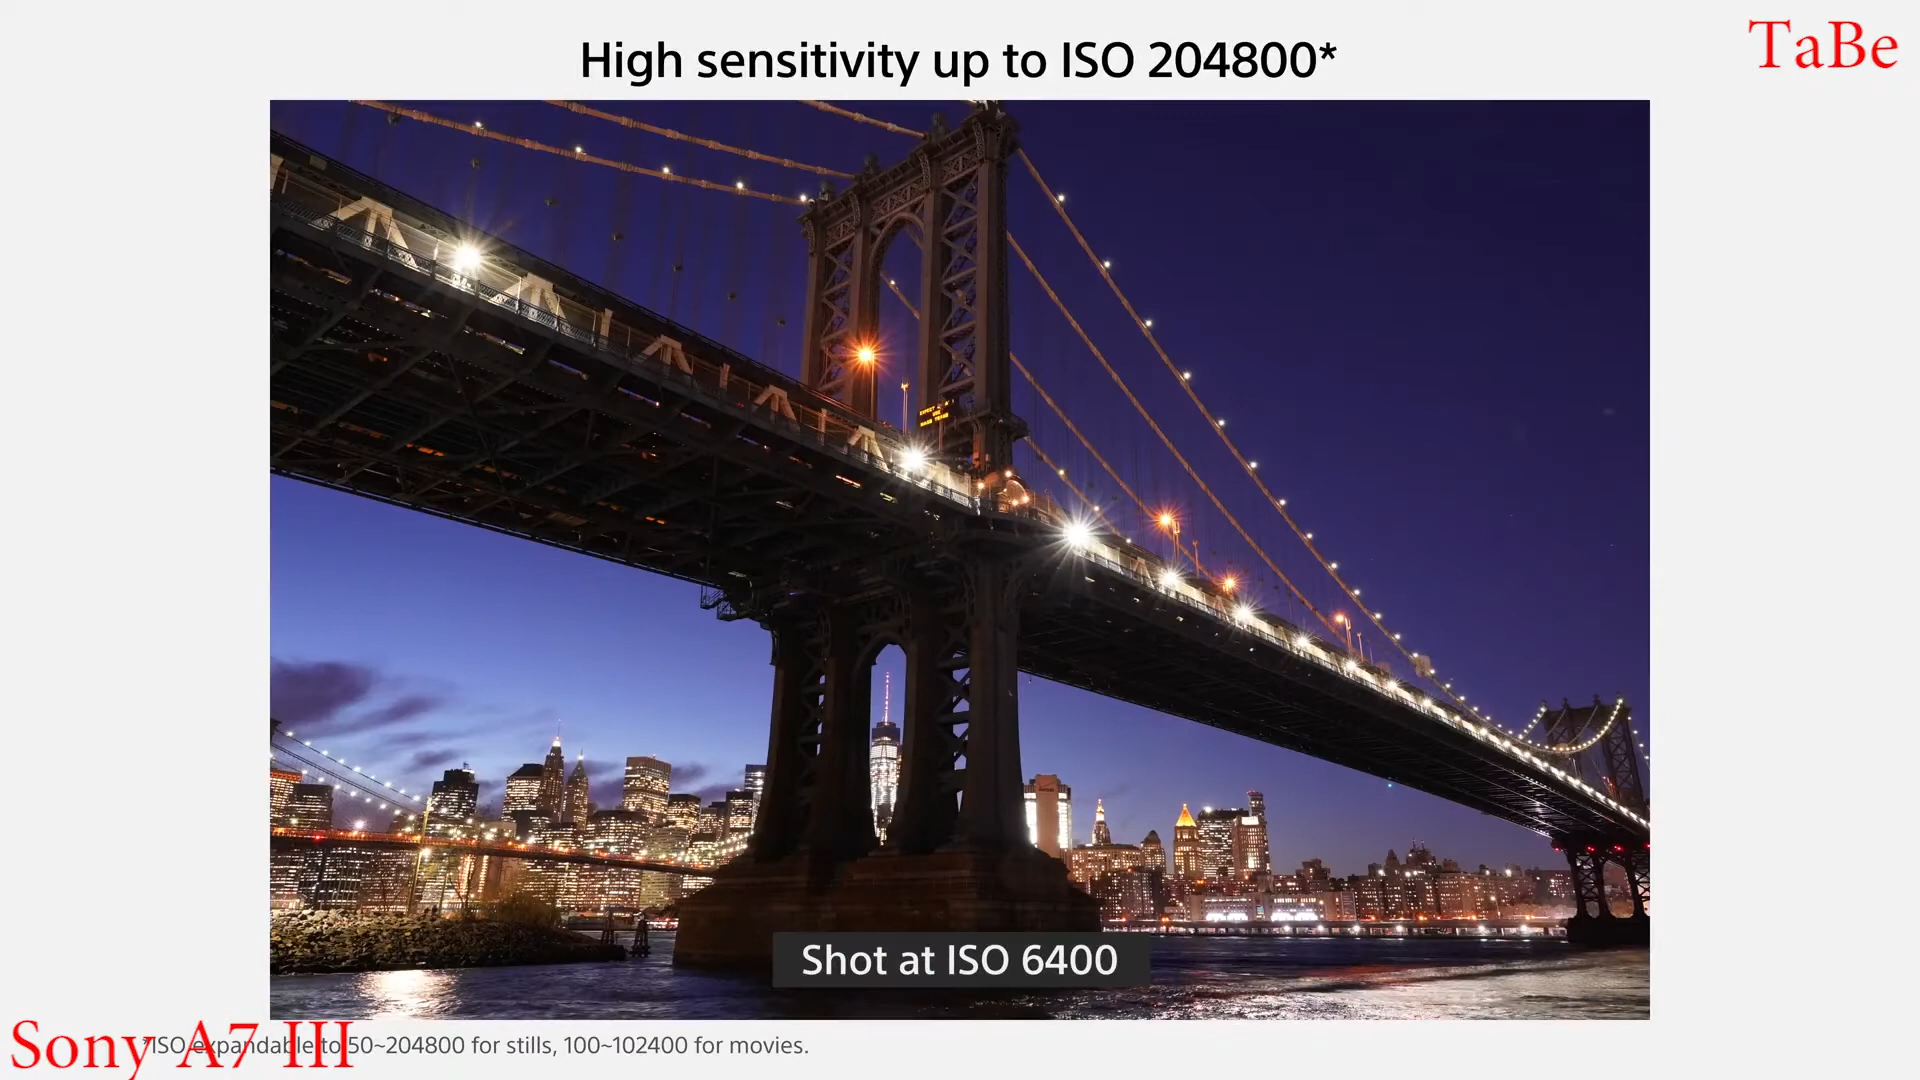 High sensitivity up to ISO 204800*
TaBe
Shot at ISO 6400
Sony A7 III
*ISO expandable to 50~204800 for stills, 100~102400 for movies.